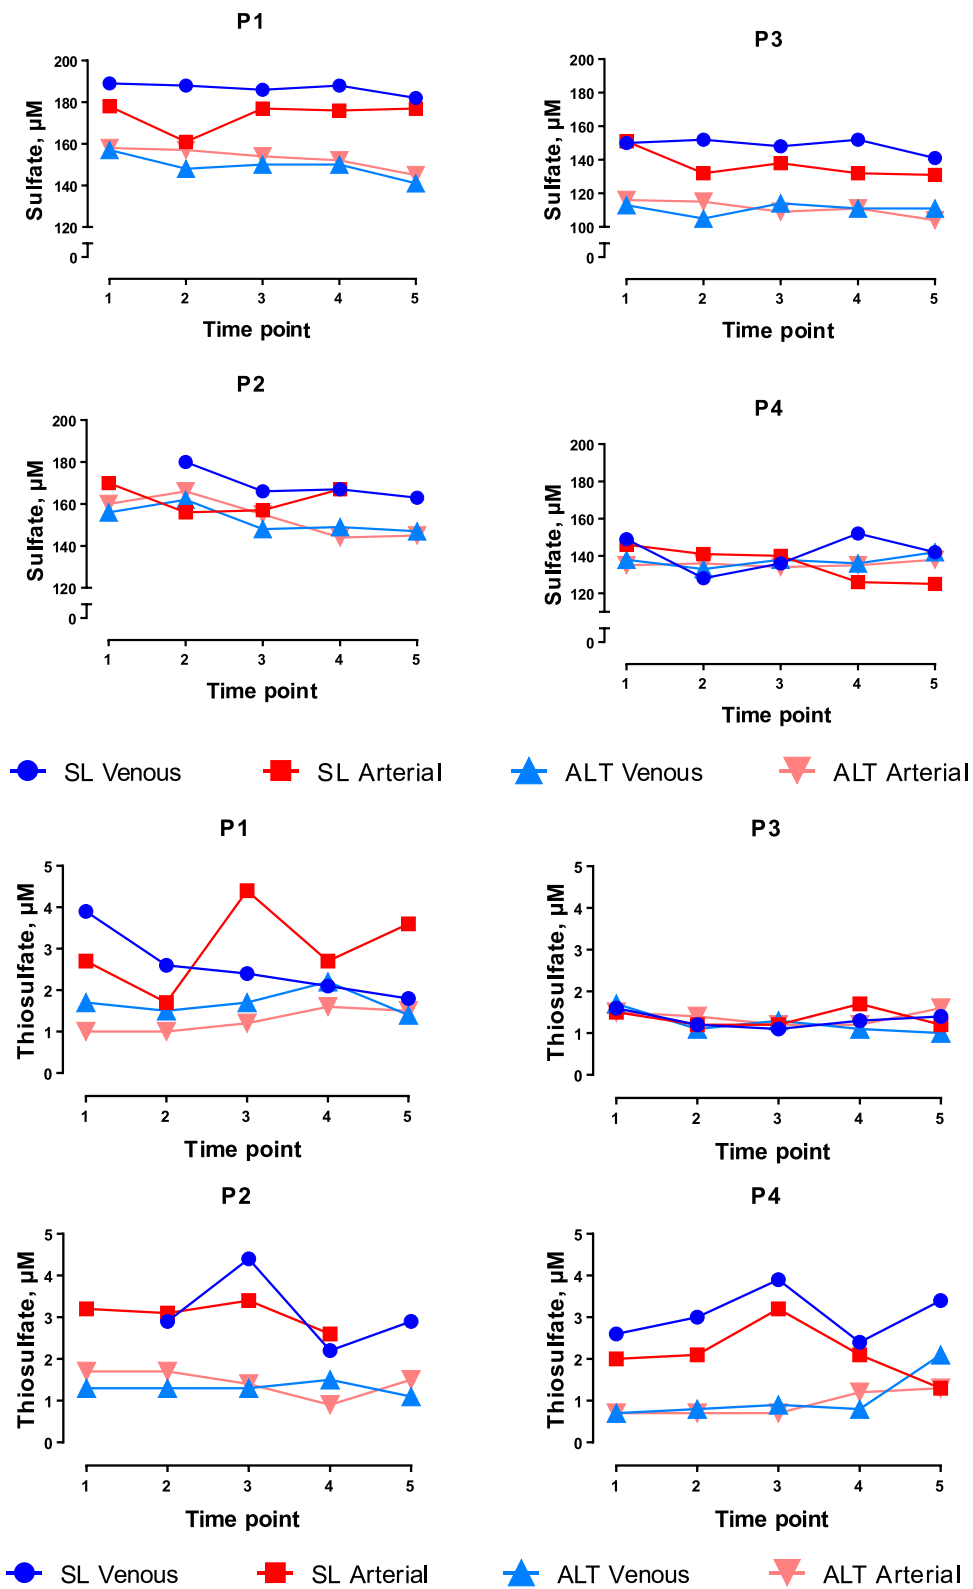 P1
200
180
160
140
120
0
Sulfate, µM
1 2 3 4 5
Time point
P3
200
180
160
140
120
100
0
Sulfate, µM
1 2 3 4 5
Time point
P2
200
180
160
140
120
0
Sulfate, µM
1 2 3 4 5
Time point
P4
200
160
140
120
0
Sulfate, µM
1 2 3 4 5
Time point
SL Venous SL Arterial ALT Venous ALT Arterial
P1
5
4
3
2
1
0
Thiosulfate, µM
1 2 3 4 5
Time point
P3
5
4
3
2
1
0
Thiosulfate, µM
1 2 3 4 5
Time point
P2
5
4
3
2
1
0
Thiosulfate, µM
1 2 3 4 5
Time point
P4
5
4
3
2
1
0
Thiosulfate, µM
1 2 3 4 5
Time point
SL Venous SL Arterial ALT Venous ALT Arterial